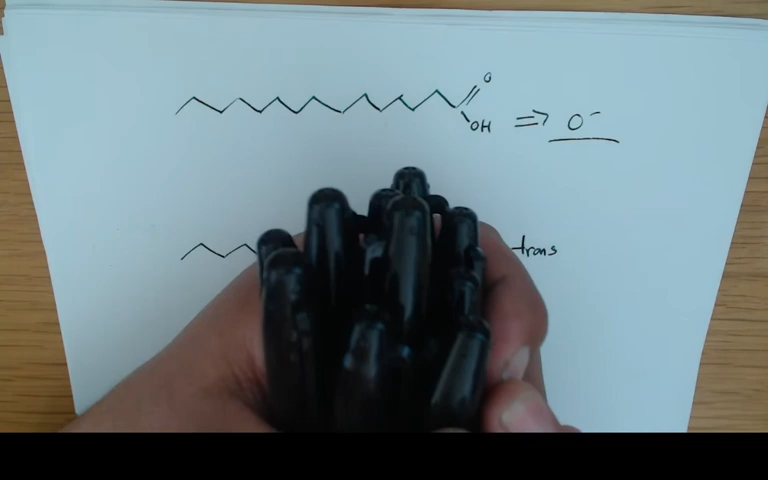 O
OH ⇒ O⁻
trans